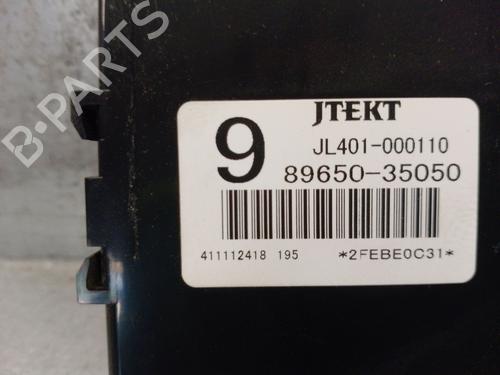 B-PARTS
JTEKT
9
JL401-000110
89650-35050
411112418 195
*2FEBE0C31*